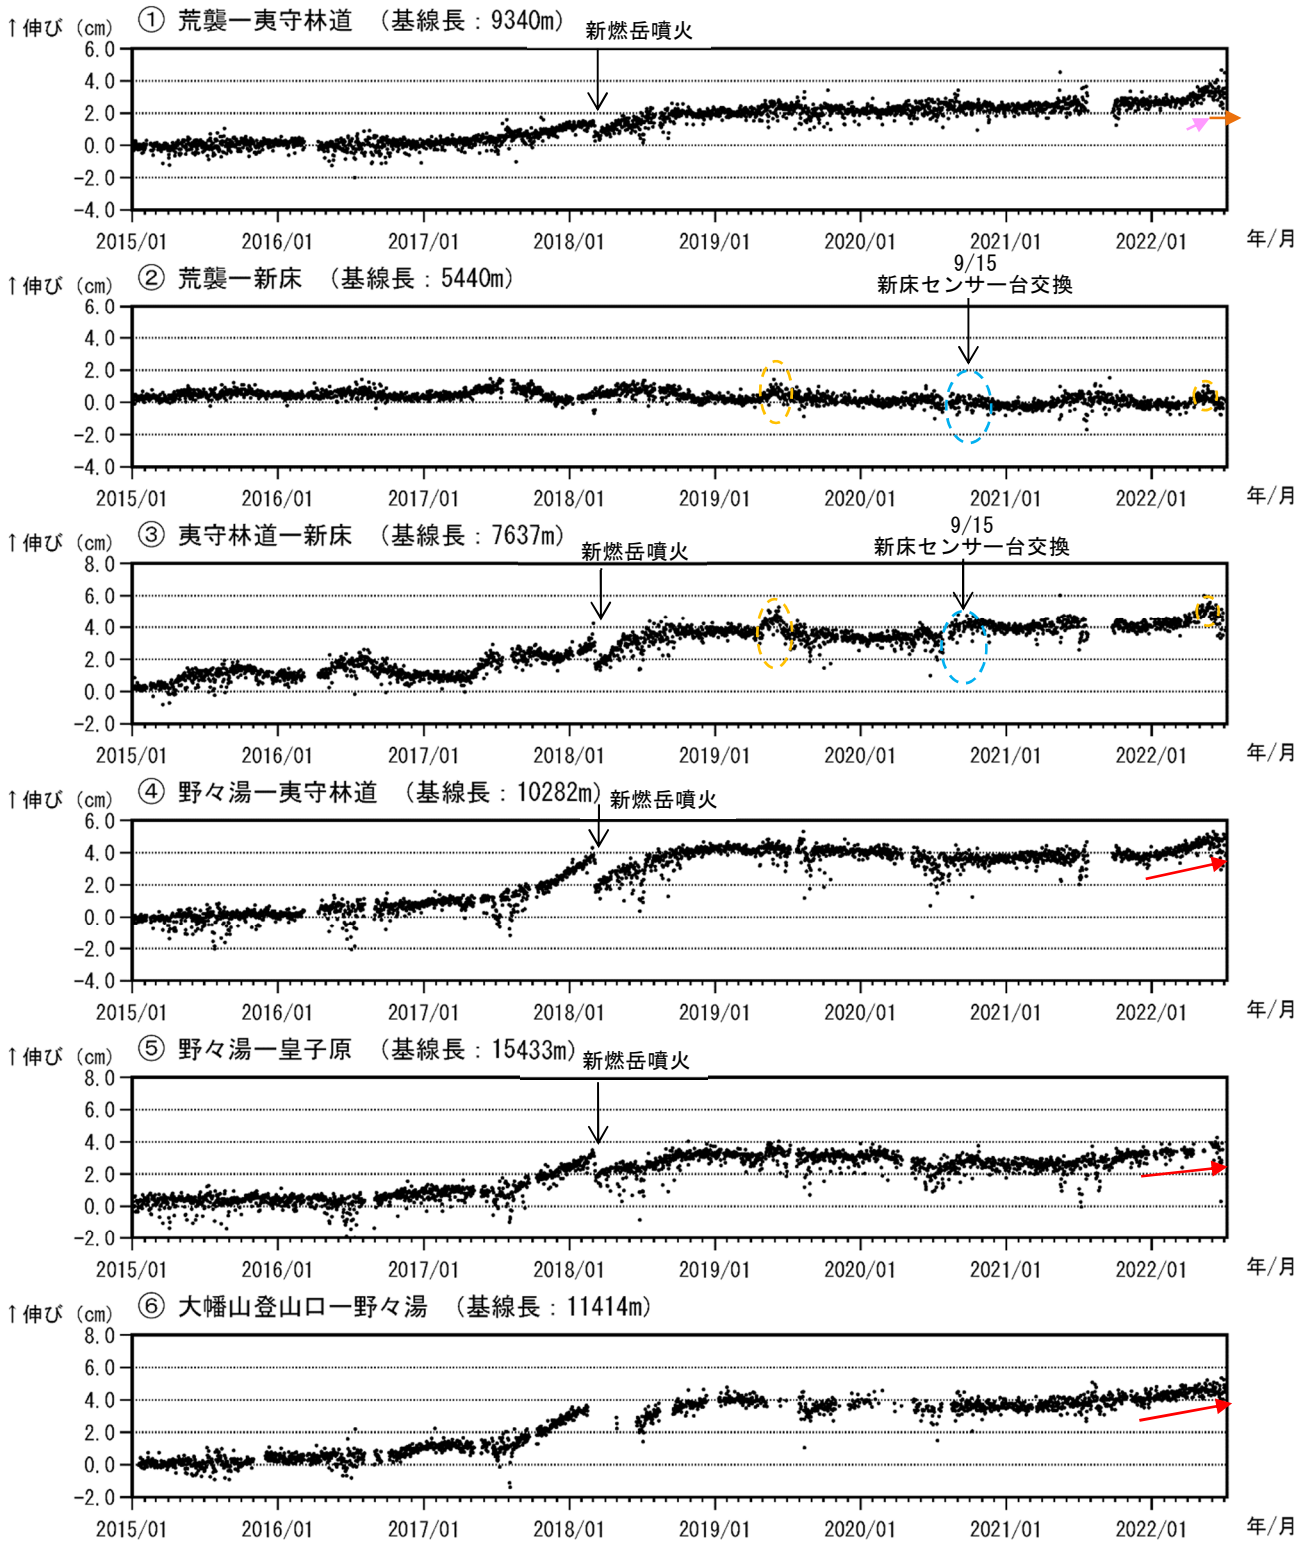 ↑伸び (cm) ① 荒襲ー夷守林道 (基線長：9340m) 新燃岳噴火
6.0
4.0
2.0
0.0
-2.0
-4.0
2015/01 2016/01 2017/01 2018/01 2019/01 2020/01 2021/01 2022/01 年/月
↑伸び (cm) ② 荒襲ー新床 (基線長：5440m)
9/15
新床センサー台交換
6.0
4.0
2.0
0.0
-2.0
-4.0
2015/01 2016/01 2017/01 2018/01 2019/01 2020/01 2021/01 2022/01 年/月
↑伸び (cm) ③ 夷守林道ー新床 (基線長：7637m) 新燃岳噴火
9/15
新床センサー台交換
8.0
6.0
4.0
2.0
0.0
-2.0
2015/01 2016/01 2017/01 2018/01 2019/01 2020/01 2021/01 2022/01 年/月
↑伸び (cm) ④ 野々湯ー夷守林道 (基線長：10282m) 新燃岳噴火
6.0
4.0
2.0
0.0
-2.0
-4.0
2015/01 2016/01 2017/01 2018/01 2019/01 2020/01 2021/01 2022/01 年/月
↑伸び (cm) ⑤ 野々湯ー皇子原 (基線長：15433m) 新燃岳噴火
8.0
6.0
4.0
2.0
0.0
-2.0
2015/01 2016/01 2017/01 2018/01 2019/01 2020/01 2021/01 2022/01 年/月
↑伸び (cm) ⑥ 大幡山登山口ー野々湯 (基線長：11414m)
8.0
6.0
4.0
2.0
0.0
-2.0
2015/01 2016/01 2017/01 2018/01 2019/01 2020/01 2021/01 2022/01 年/月